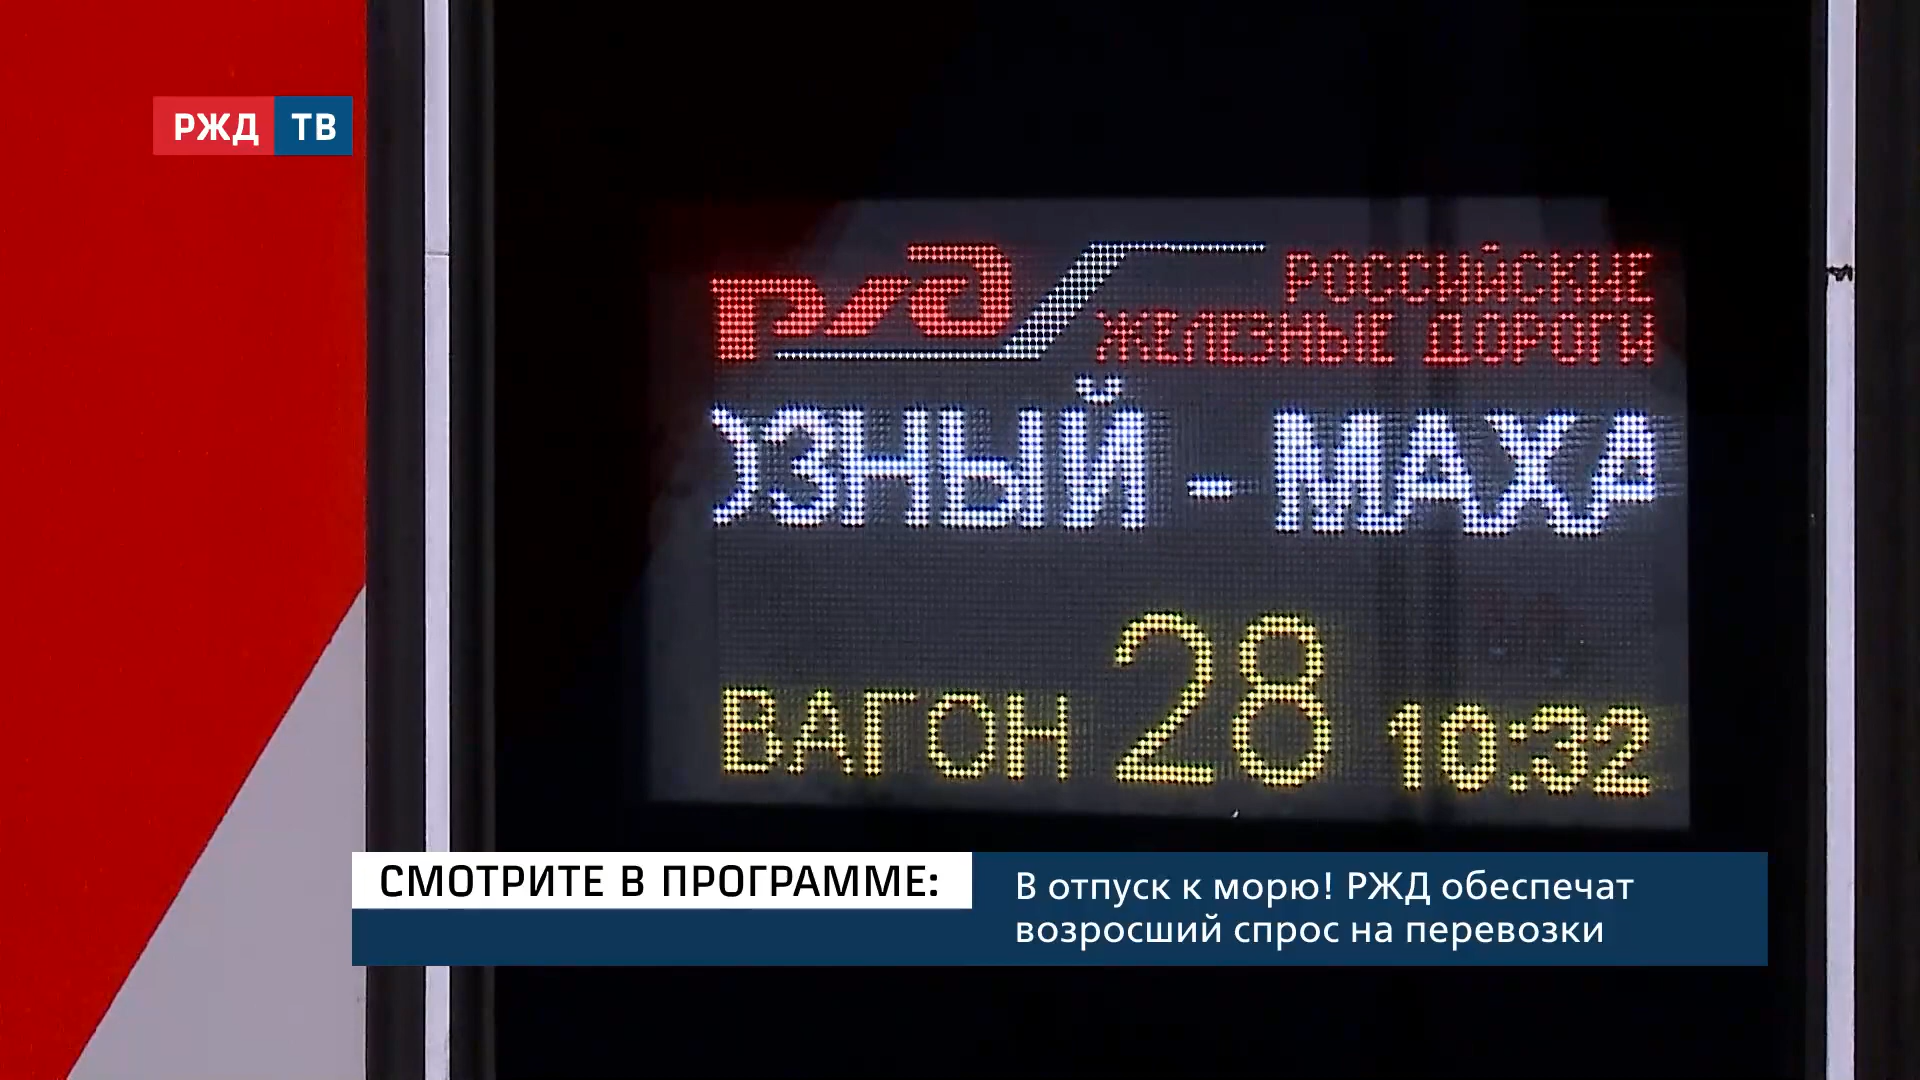 РЖД ТВ
РЖД РОССИЙСКИЕ
ЖЕЛЕЗНЫЕ ДОРОГИ
ОЗНЫЙ - МАХА
ВАГОН 28 10:32
СМОТРИТЕ В ПРОГРАММЕ:
В отпуск к морю! РЖД обеспечат
возросший спрос на перевозки